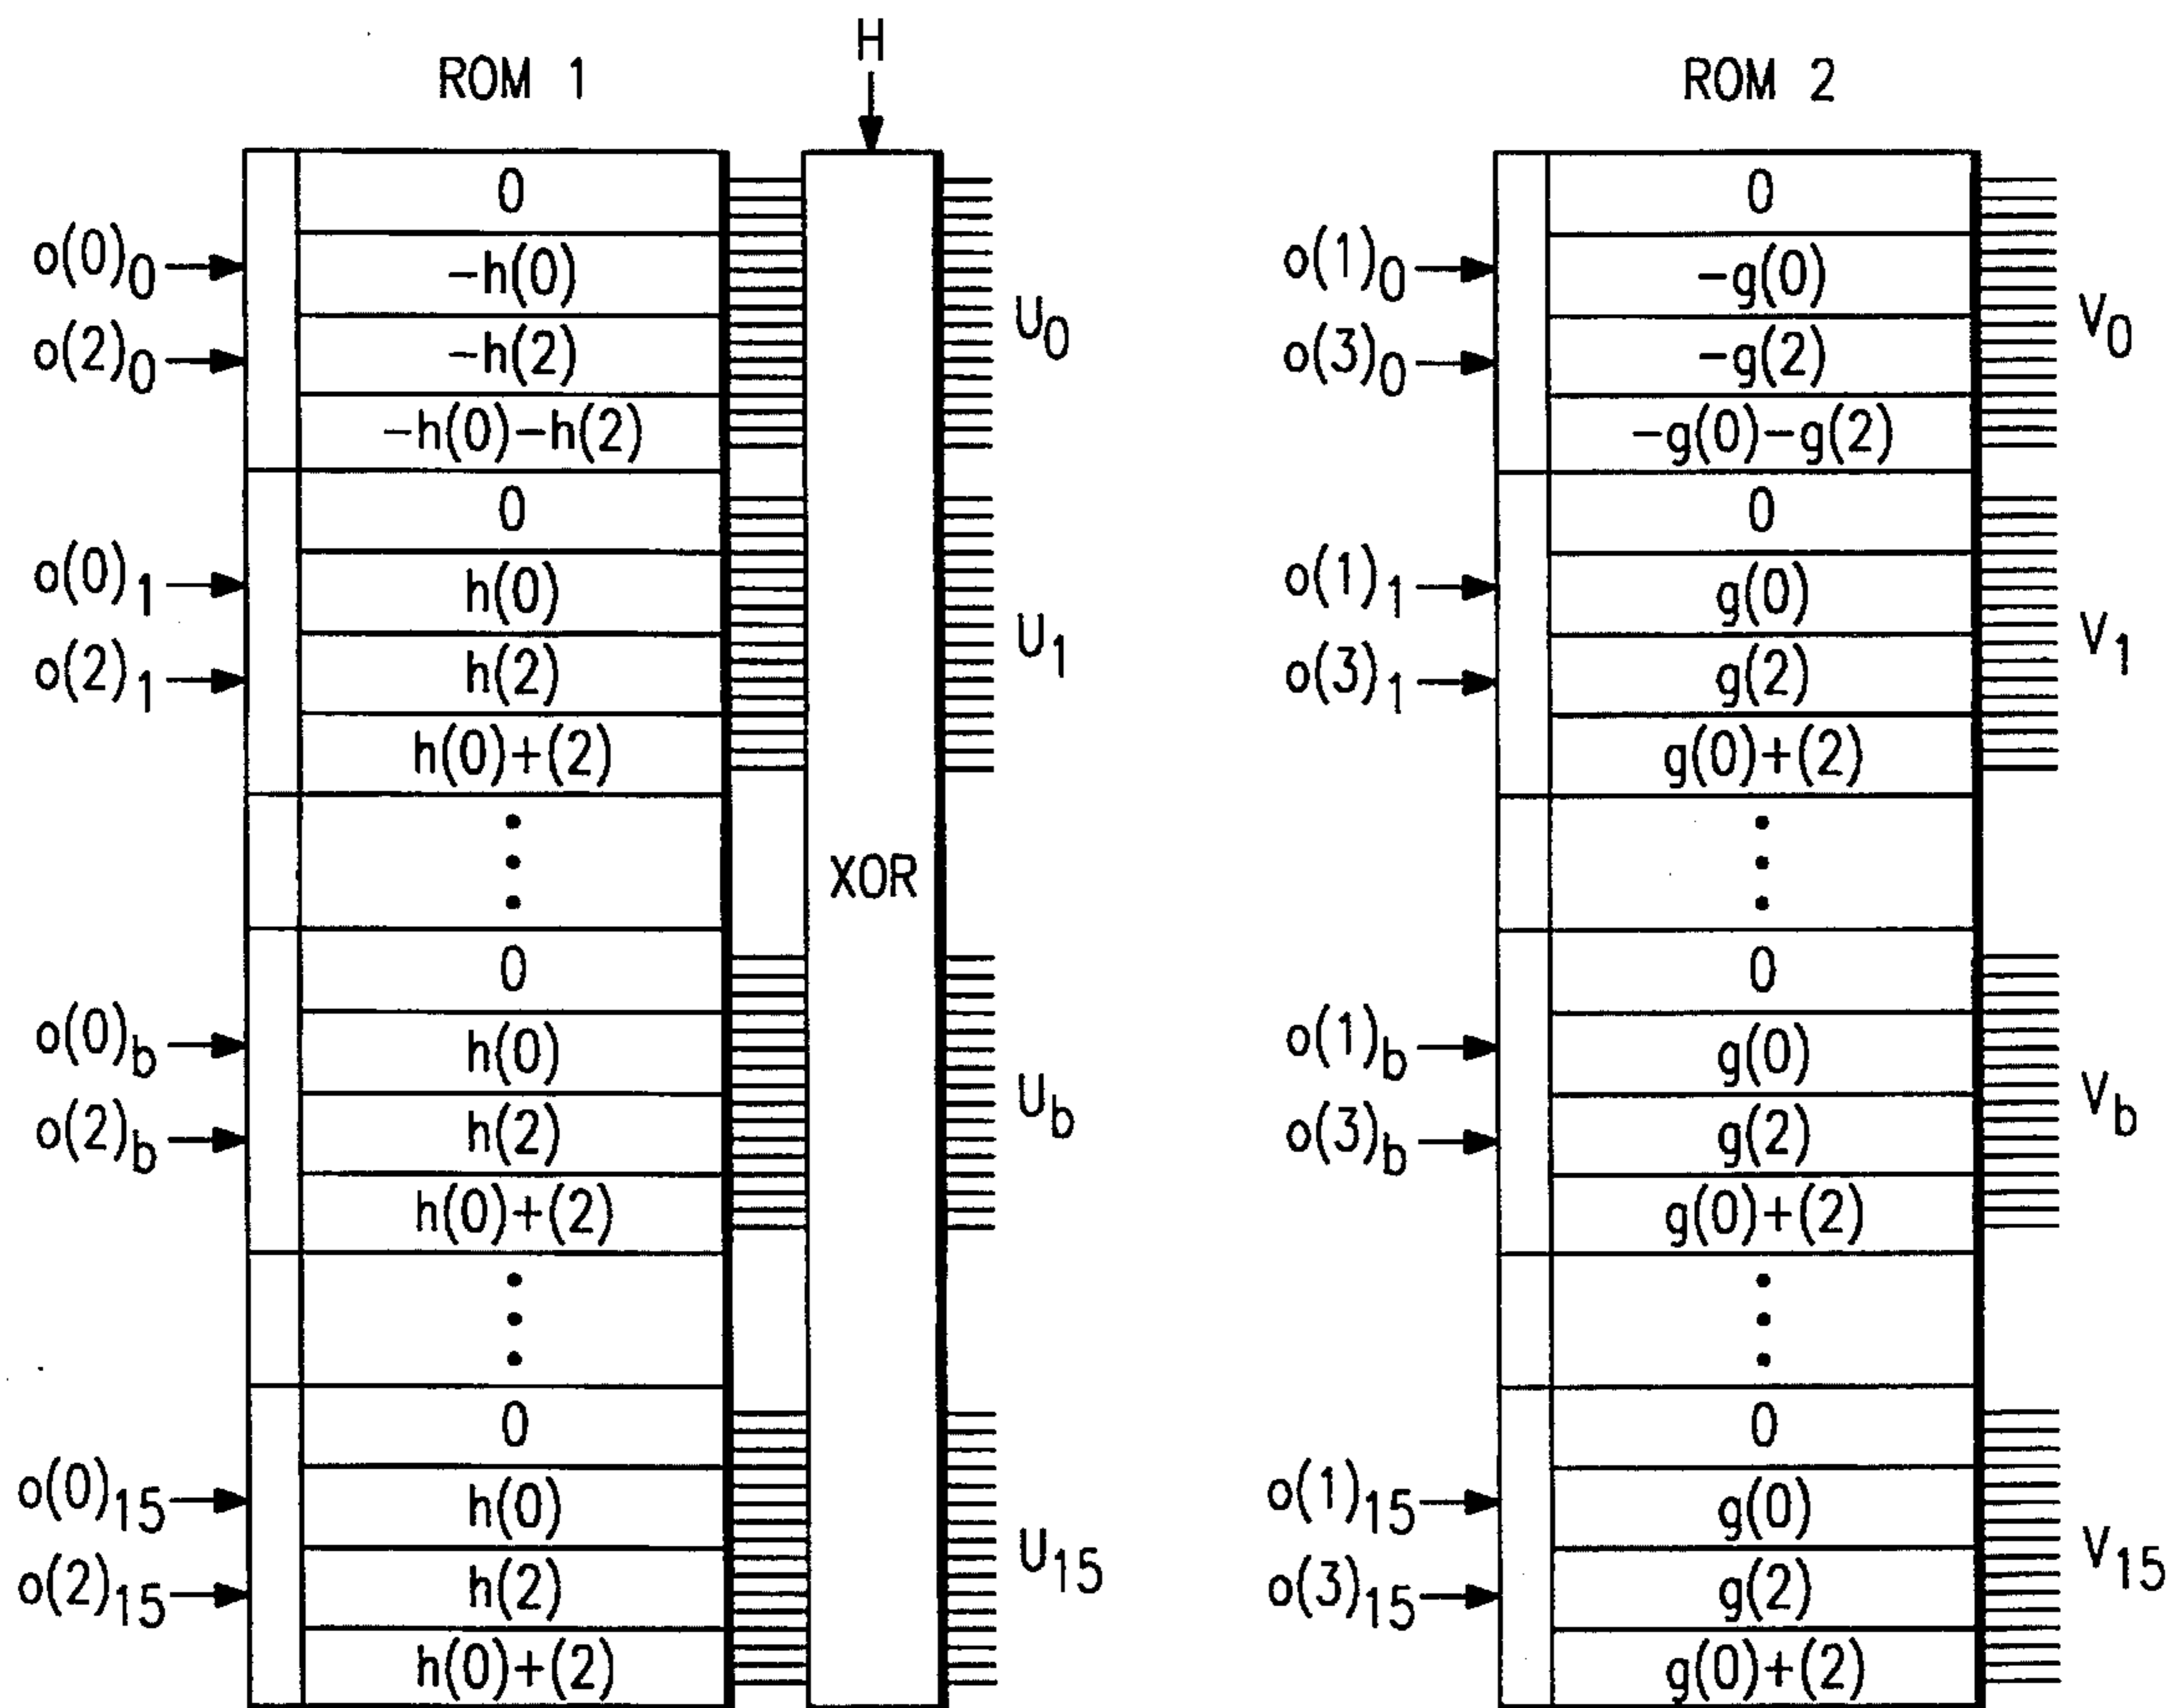 H
ROM 1
0
o(0)0
-h(0)
o(2)0
-h(2)
-h(0)-h(2)
U0
0
o(0)1
h(0)
o(2)1
h(2)
h(0)+(2)
U1
XOR
0
o(0)b
h(0)
o(2)b
h(2)
h(0)+(2)
Ub
0
o(0)15
h(0)
o(2)15
h(2)
h(0)+(2)
U15
ROM 2
0
o(1)0
-g(0)
o(3)0
-g(2)
-g(0)-g(2)
V0
0
o(1)1
g(0)
o(3)1
g(2)
g(0)+(2)
V1
0
o(1)b
g(0)
o(3)b
g(2)
g(0)+(2)
Vb
0
o(1)15
g(0)
o(3)15
g(2)
g(0)+(2)
V15